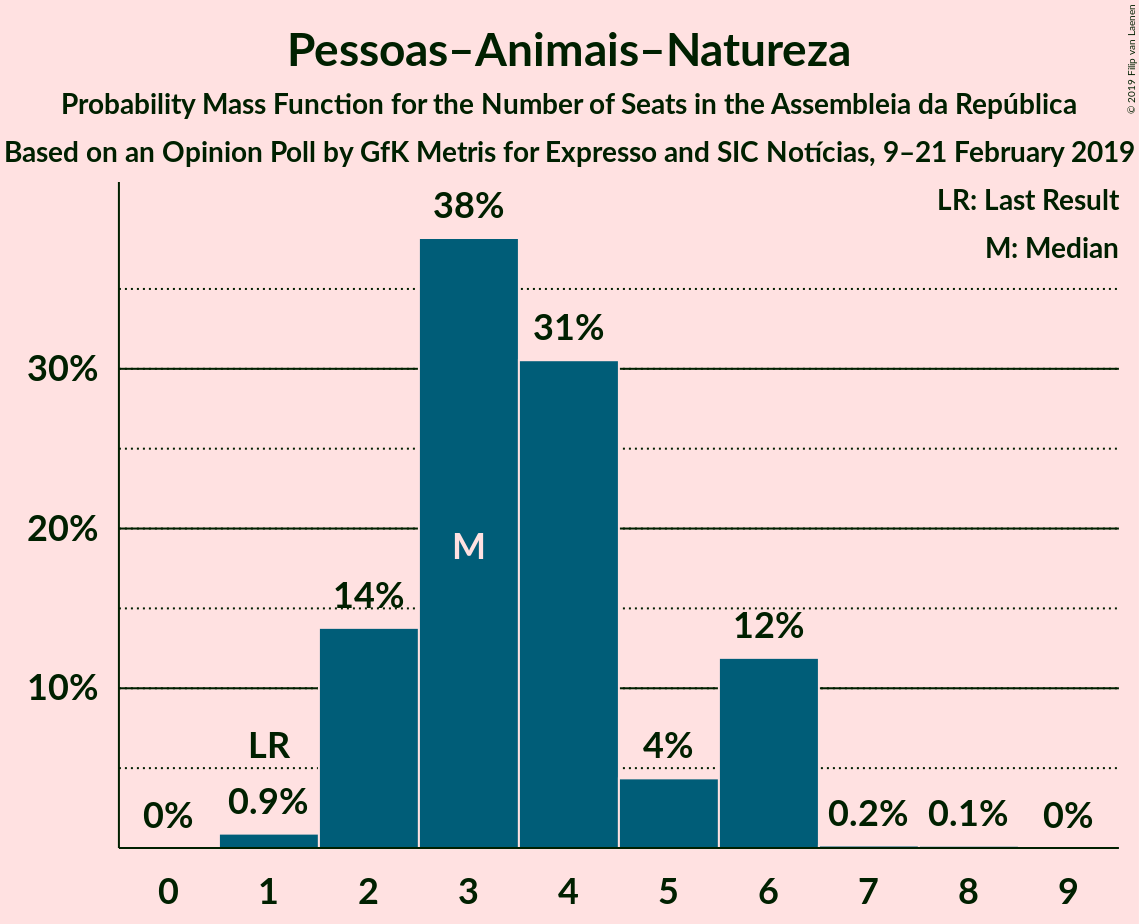 Pessoas–Animais–Natureza
Probability Mass Function for the Number of Seats in the Assembleia da República
Based on an Opinion Poll by GfK Metris for Expresso and SIC Notícias, 9–21 February 2019
© 2019 Filip van Laenen
LR: Last Result
M: Median
38%
31%
30%
20%
M
14%
12%
10%
LR
4%
0%
0.9%
0.2%
0.1%
0%
0 1 2 3 4 5 6 7 8 9